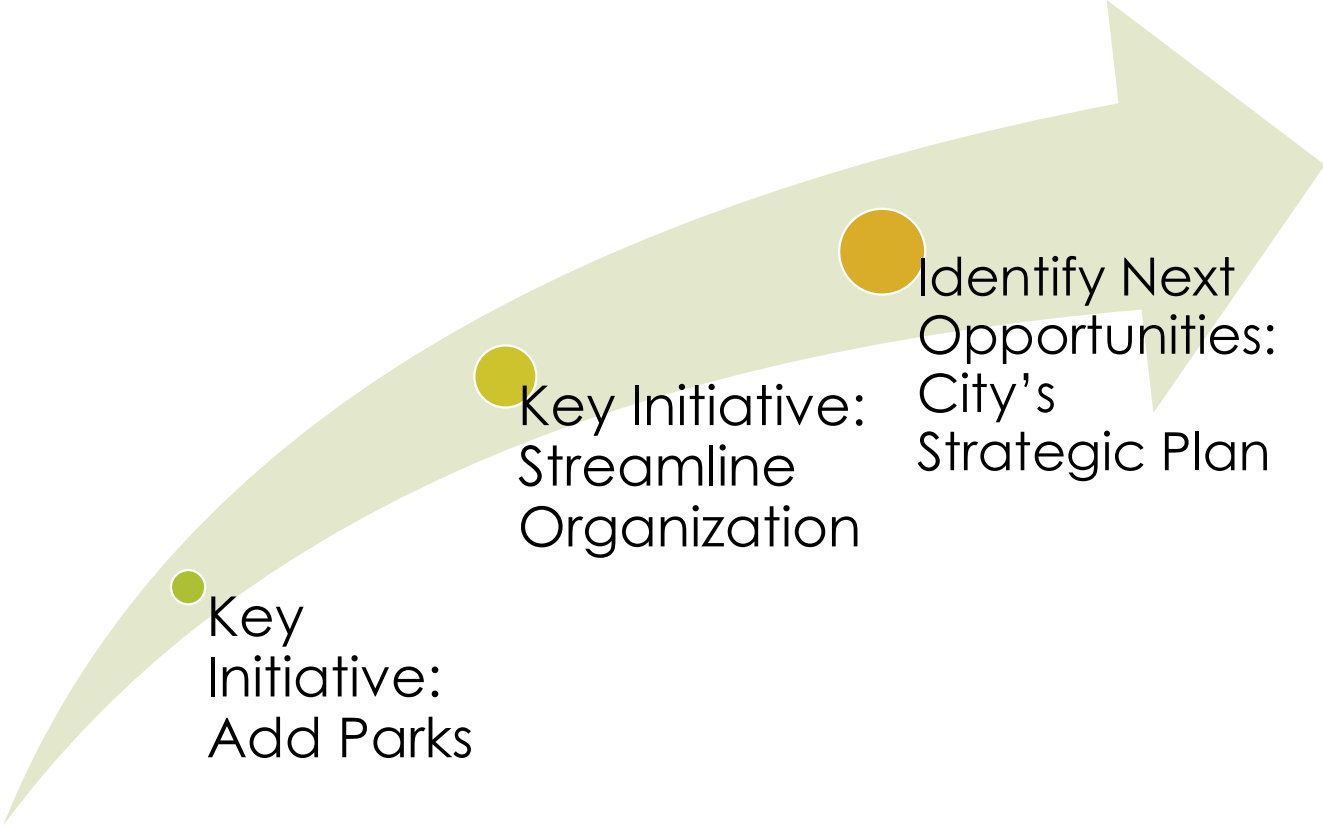 Key
Initiative:
Add Parks
Key Initiative:
Streamline
Organization
Identify Next
Opportunities:
City’s
Strategic Plan